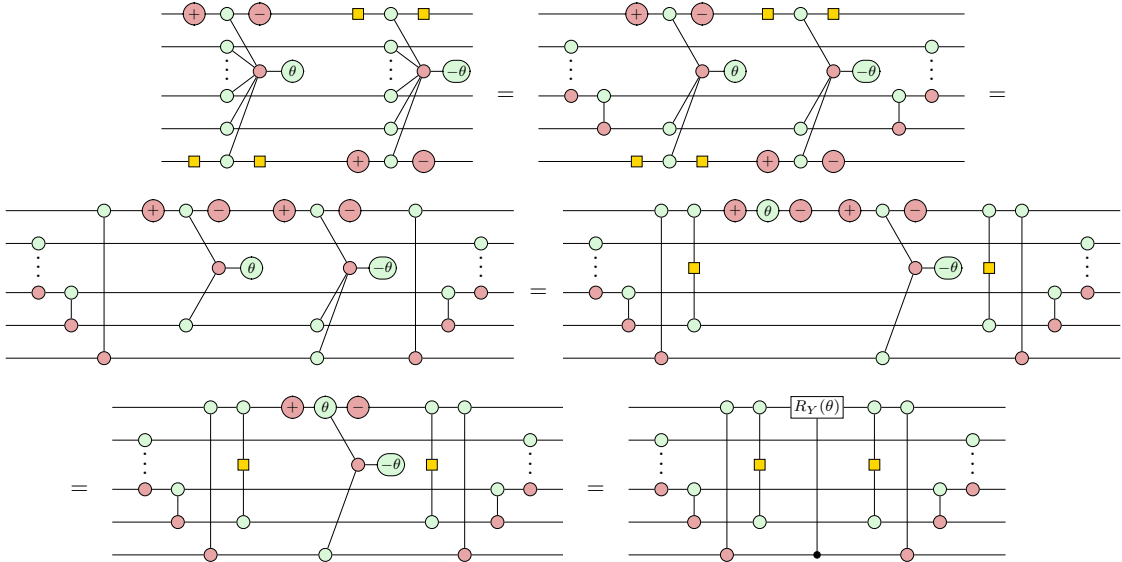 + − θ + − −θ = + − θ + − −θ =
+ − θ + − −θ = + θ − + − −θ
= + θ − −θ = R_Y(θ)